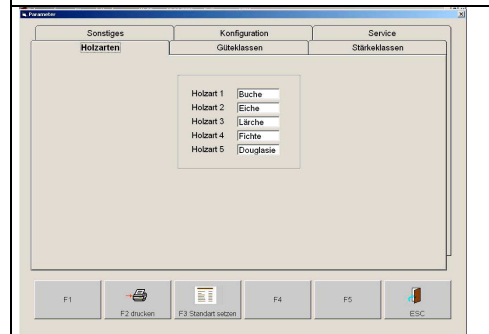 Parameter
Sonstiges Konfiguration Service
Holzarten Güteklassen Stärkeklassen
Holzart 1 Buche
Holzart 2 Eiche
Holzart 3 Lärche
Holzart 4 Fichte
Holzart 5 Douglasie
F1 F2 drucken F3 Standart setzen F4 F5 ESC